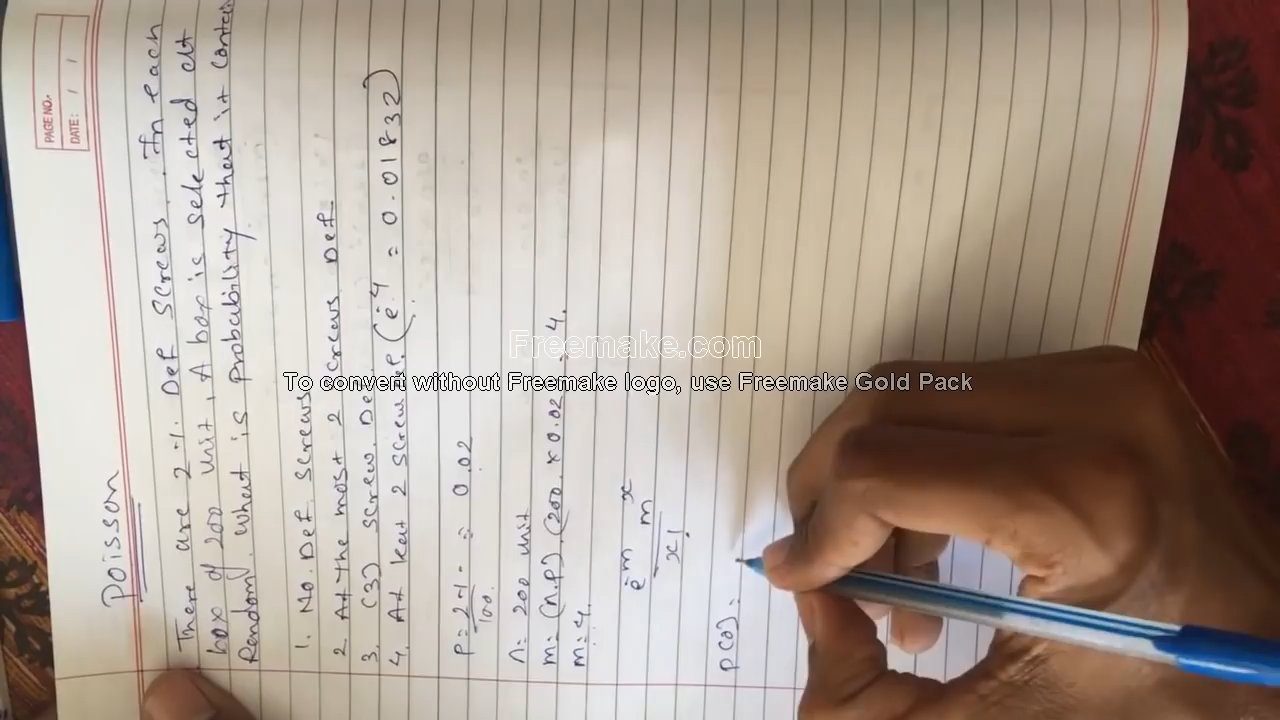 PAGE NO.:
DATE: / /
Poisson
There are 2 %. Def screws. In each
box of 200 unit, A box is selected at
Random. What is probability that it
1. No. Def. Screws
2 At the most 2 screws Def.
3. (3) screw. De
4. At least 2 screw (e⁻⁴ = 0.01832)
P = 2%/100. = 0.02
n = 200 unit
m = (n.p) (200 × 0.02) = 4.
m = 4.
e⁻ᵐ mˣ
x!
P(0) =
Freemake.com
To convert without Freemake logo, use Freemake Gold Pack